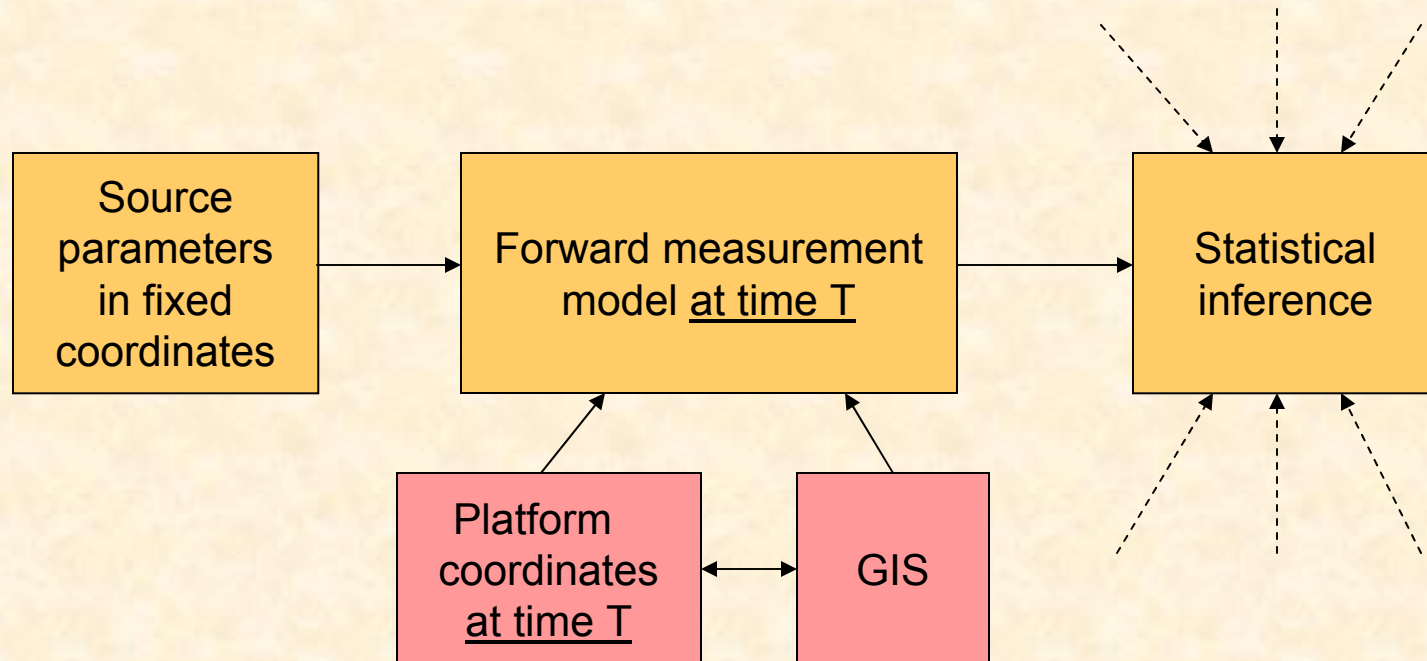 Source
parameters
in fixed
coordinates
Forward measurement
model at time T
Statistical
inference
Platform
coordinates
at time T
GIS